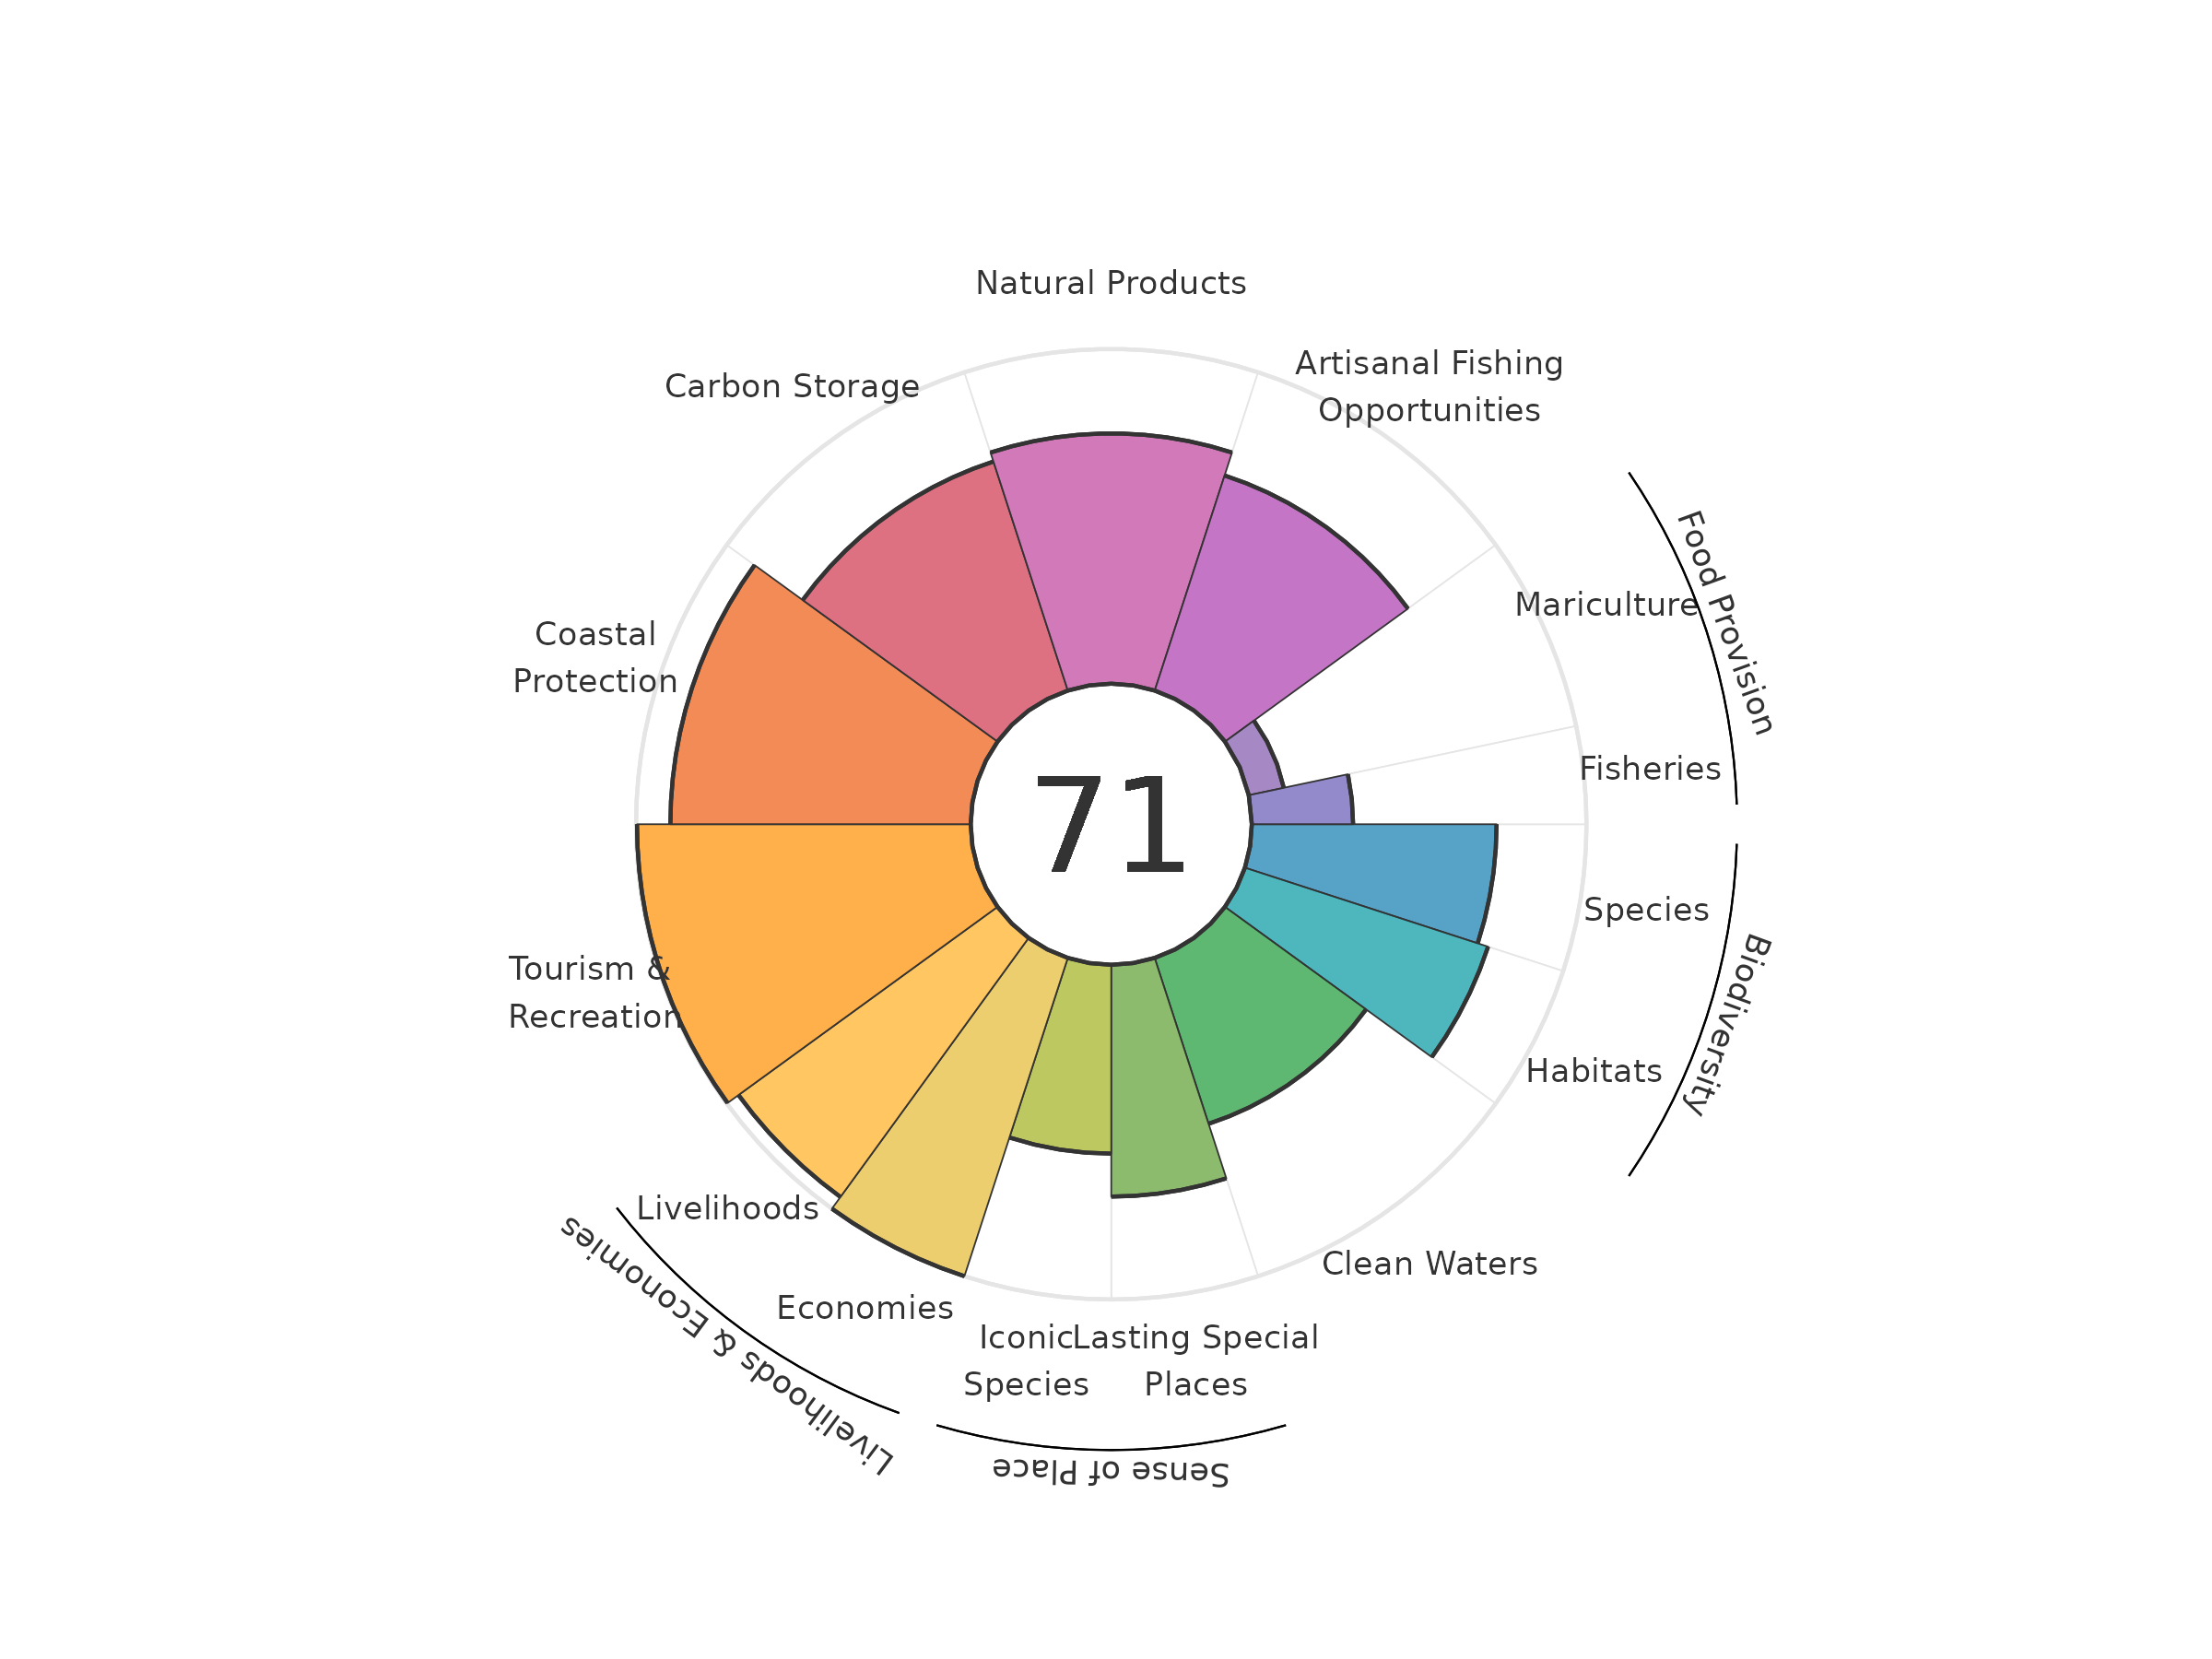 Natural Products
Artisanal Fishing
Opportunities
Carbon Storage
Food Provision
Mariculture
Coastal
Protection
Fisheries
71
Species
Biodiversity
Tourism &
Recreation
Habitats
Livelihoods
Clean Waters
Economies
Livelihoods & Economies
Iconic
Species
Lasting Special
Places
Sense of Place